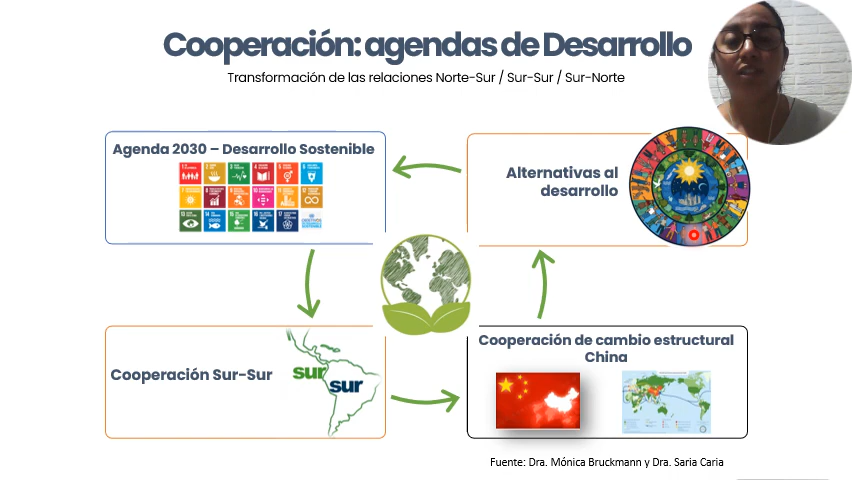 Cooperación: agendas de Desarrollo
Transformación de las relaciones Norte-Sur / Sur-Sur / Sur-Norte
Agenda 2030 – Desarrollo Sostenible
Alternativas al
desarrollo
Cooperación Sur-Sur
sur
sur
Cooperación de cambio estructural
China
Fuente: Dra. Mónica Bruckmann y Dra. Saria Caria